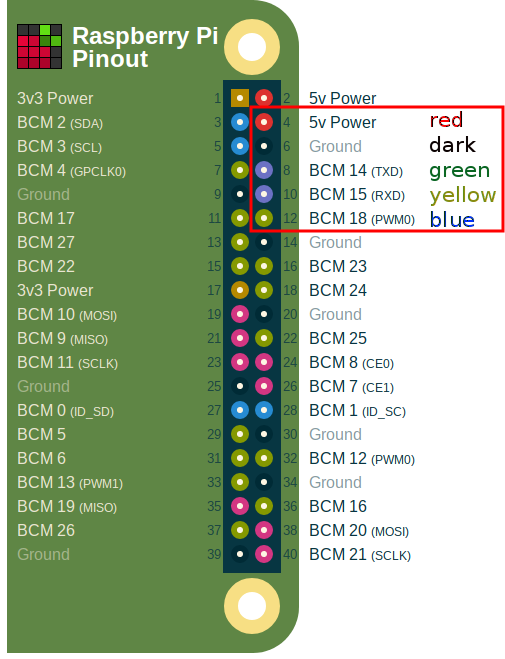 Raspberry Pi
Pinout
3v3 Power 1 2 5v Power
BCM 2 (SDA) 3 4 5v Power red
BCM 3 (SCL) 5 6 Ground dark
BCM 4 (GPCLK0) 7 8 BCM 14 (TXD) green
Ground 9 10 BCM 15 (RXD) yellow
BCM 17 11 12 BCM 18 (PWM0) blue
BCM 27 13 14 Ground
BCM 22 15 16 BCM 23
3v3 Power 17 18 BCM 24
BCM 10 (MOSI) 19 20 Ground
BCM 9 (MISO) 21 22 BCM 25
BCM 11 (SCLK) 23 24 BCM 8 (CE0)
Ground 25 26 BCM 7 (CE1)
BCM 0 (ID_SD) 27 28 BCM 1 (ID_SC)
BCM 5 29 30 Ground
BCM 6 31 32 BCM 12 (PWM0)
BCM 13 (PWM1) 33 34 Ground
BCM 19 (MISO) 35 36 BCM 16
BCM 26 37 38 BCM 20 (MOSI)
Ground 39 40 BCM 21 (SCLK)